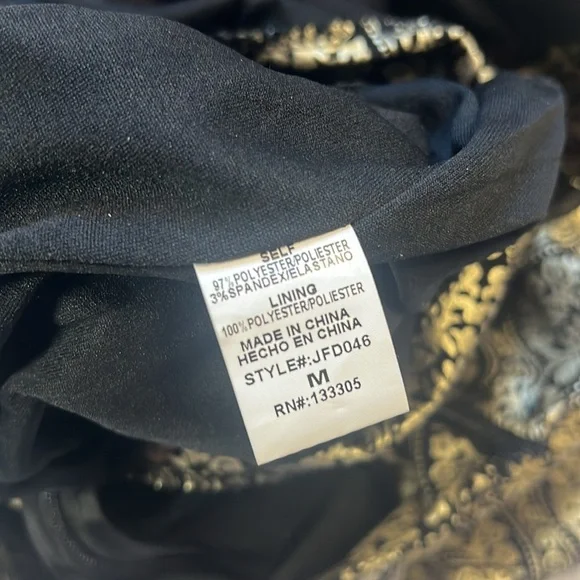 SELF
97%POLYESTER/POLIESTER
3%SPANDEX/ELASTANO
LINING
100%POLYESTER/POLIESTER
MADE IN CHINA
HECHO EN CHINA
STYLE#:JFD046
M
RN#:133305